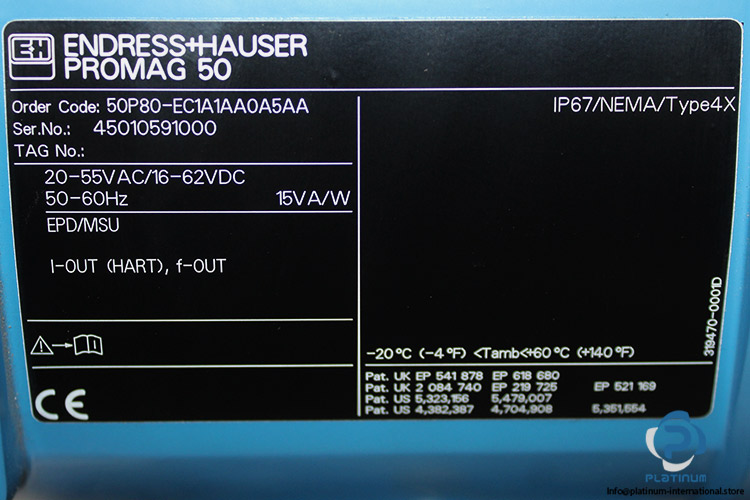 EH ENDRESS+HAUSER
PROMAG 50
Order Code: 50P80-EC1A1AA0A5AA
Ser.No.: 45010591000
TAG No.:
20-55VAC/16-62VDC
50-60Hz 15VA/W
EPD/MSU
I-OUT (HART), f-OUT
CE
IP67/NEMA/Type4X
-20°C (-4°F) <Tamb<+60°C (+140°F)
Pat. UK EP 541 878 EP 618 680
Pat. UK 2 084 740 EP 219 725 EP 521 169
Pat. US 5,323,156 5,479,007
Pat. US 4,382,387 4,704,908 5,351,554
319470-0001D
PLATINUM
Info@platinum-international.store